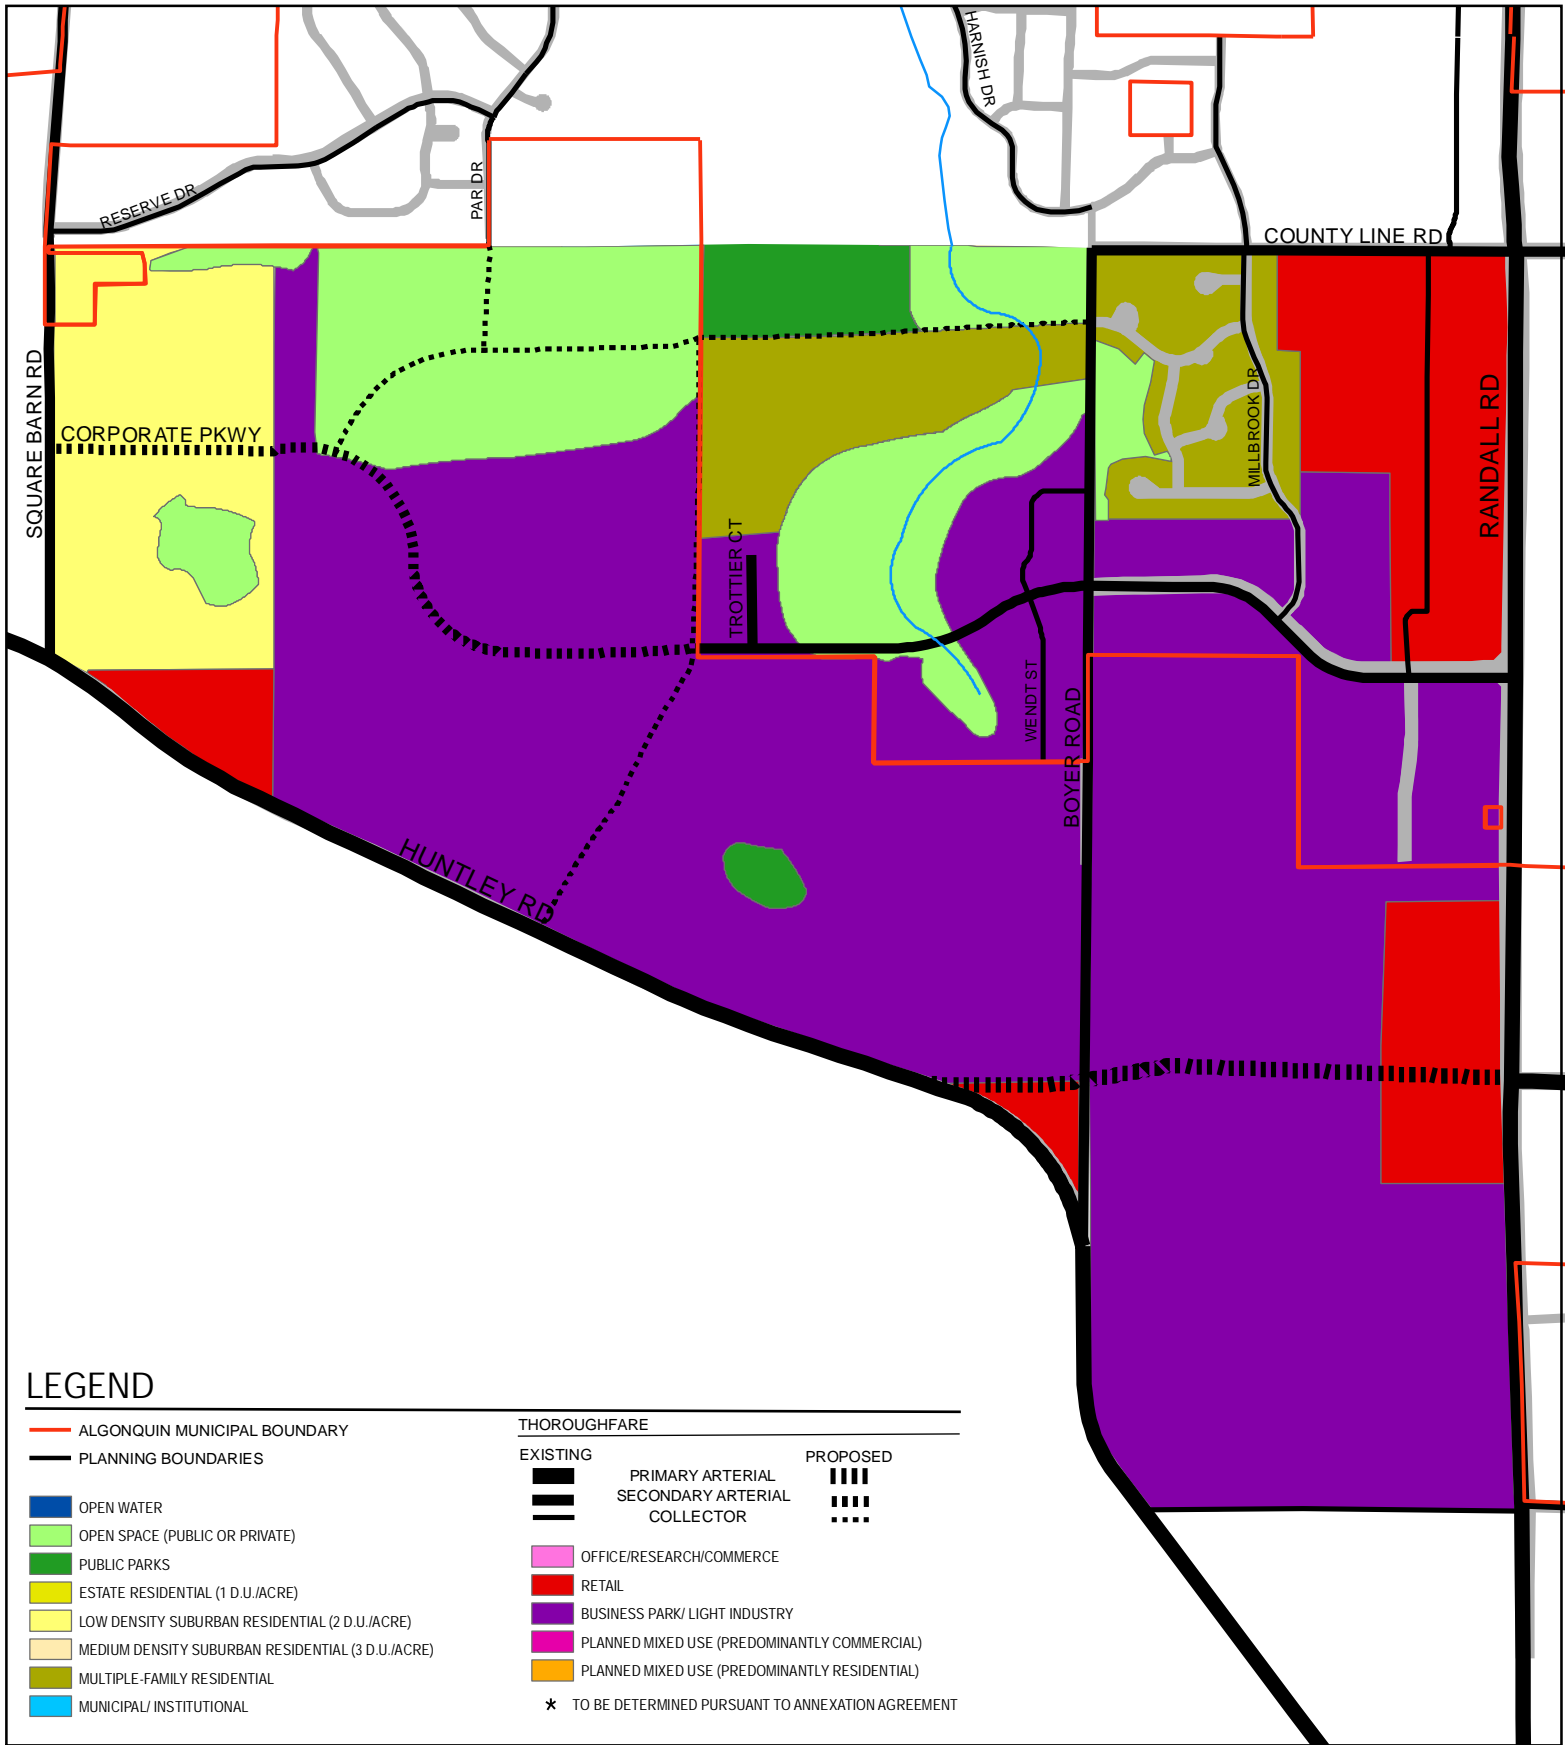 HARNISH DR
RESERVE DR
PAR DR
COUNTY LINE RD
SQUARE BARN RD
CORPORATE PKWY
MILLBROOK DR
RANDALL RD
TROTTIER CT
WENDT ST
BOYER ROAD
HUNTLEY RD
LEGEND
ALGONQUIN MUNICIPAL BOUNDARY
PLANNING BOUNDARIES
OPEN WATER
OPEN SPACE (PUBLIC OR PRIVATE)
PUBLIC PARKS
ESTATE RESIDENTIAL (1 D.U./ACRE)
LOW DENSITY SUBURBAN RESIDENTIAL (2 D.U./ACRE)
MEDIUM DENSITY SUBURBAN RESIDENTIAL (3 D.U./ACRE)
MULTIPLE-FAMILY RESIDENTIAL
MUNICIPAL/ INSTITUTIONAL
THOROUGHFARE
EXISTING PROPOSED
PRIMARY ARTERIAL
SECONDARY ARTERIAL
COLLECTOR
OFFICE/RESEARCH/COMMERCE
RETAIL
BUSINESS PARK/ LIGHT INDUSTRY
PLANNED MIXED USE (PREDOMINANTLY COMMERCIAL)
PLANNED MIXED USE (PREDOMINANTLY RESIDENTIAL)
* TO BE DETERMINED PURSUANT TO ANNEXATION AGREEMENT